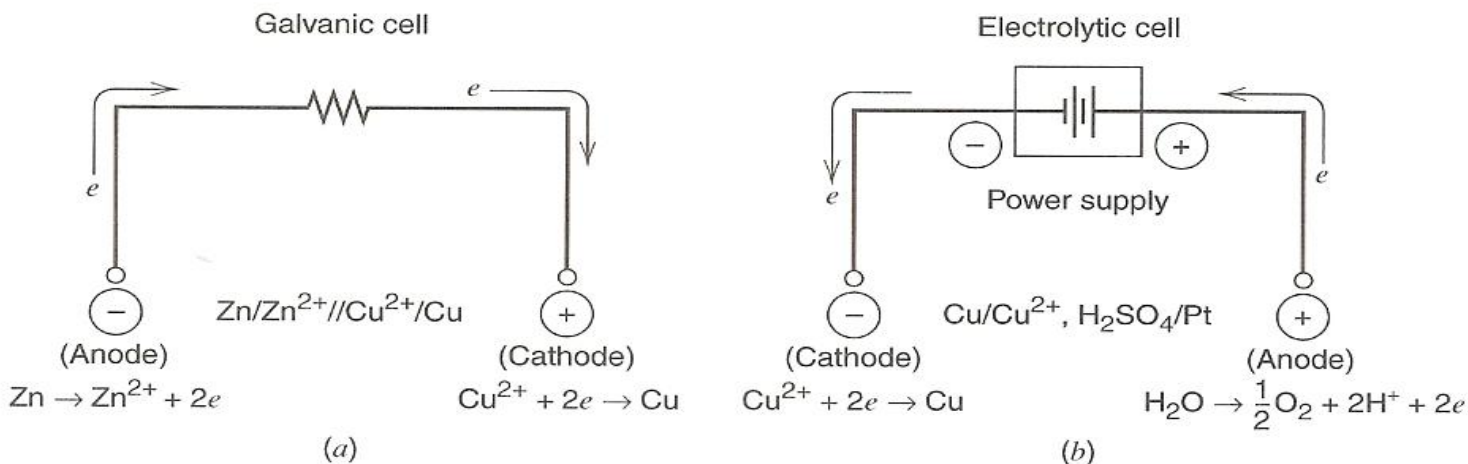 Galvanic cell
e
e
− Zn/Zn²⁺//Cu²⁺/Cu +
(Anode) (Cathode)
Zn → Zn²⁺ + 2e Cu²⁺ + 2e → Cu
(a)
Electrolytic cell
− +
e e
Power supply
− Cu/Cu²⁺, H₂SO₄/Pt +
(Cathode) (Anode)
Cu²⁺ + 2e → Cu H₂O → ½O₂ + 2H⁺ + 2e
(b)